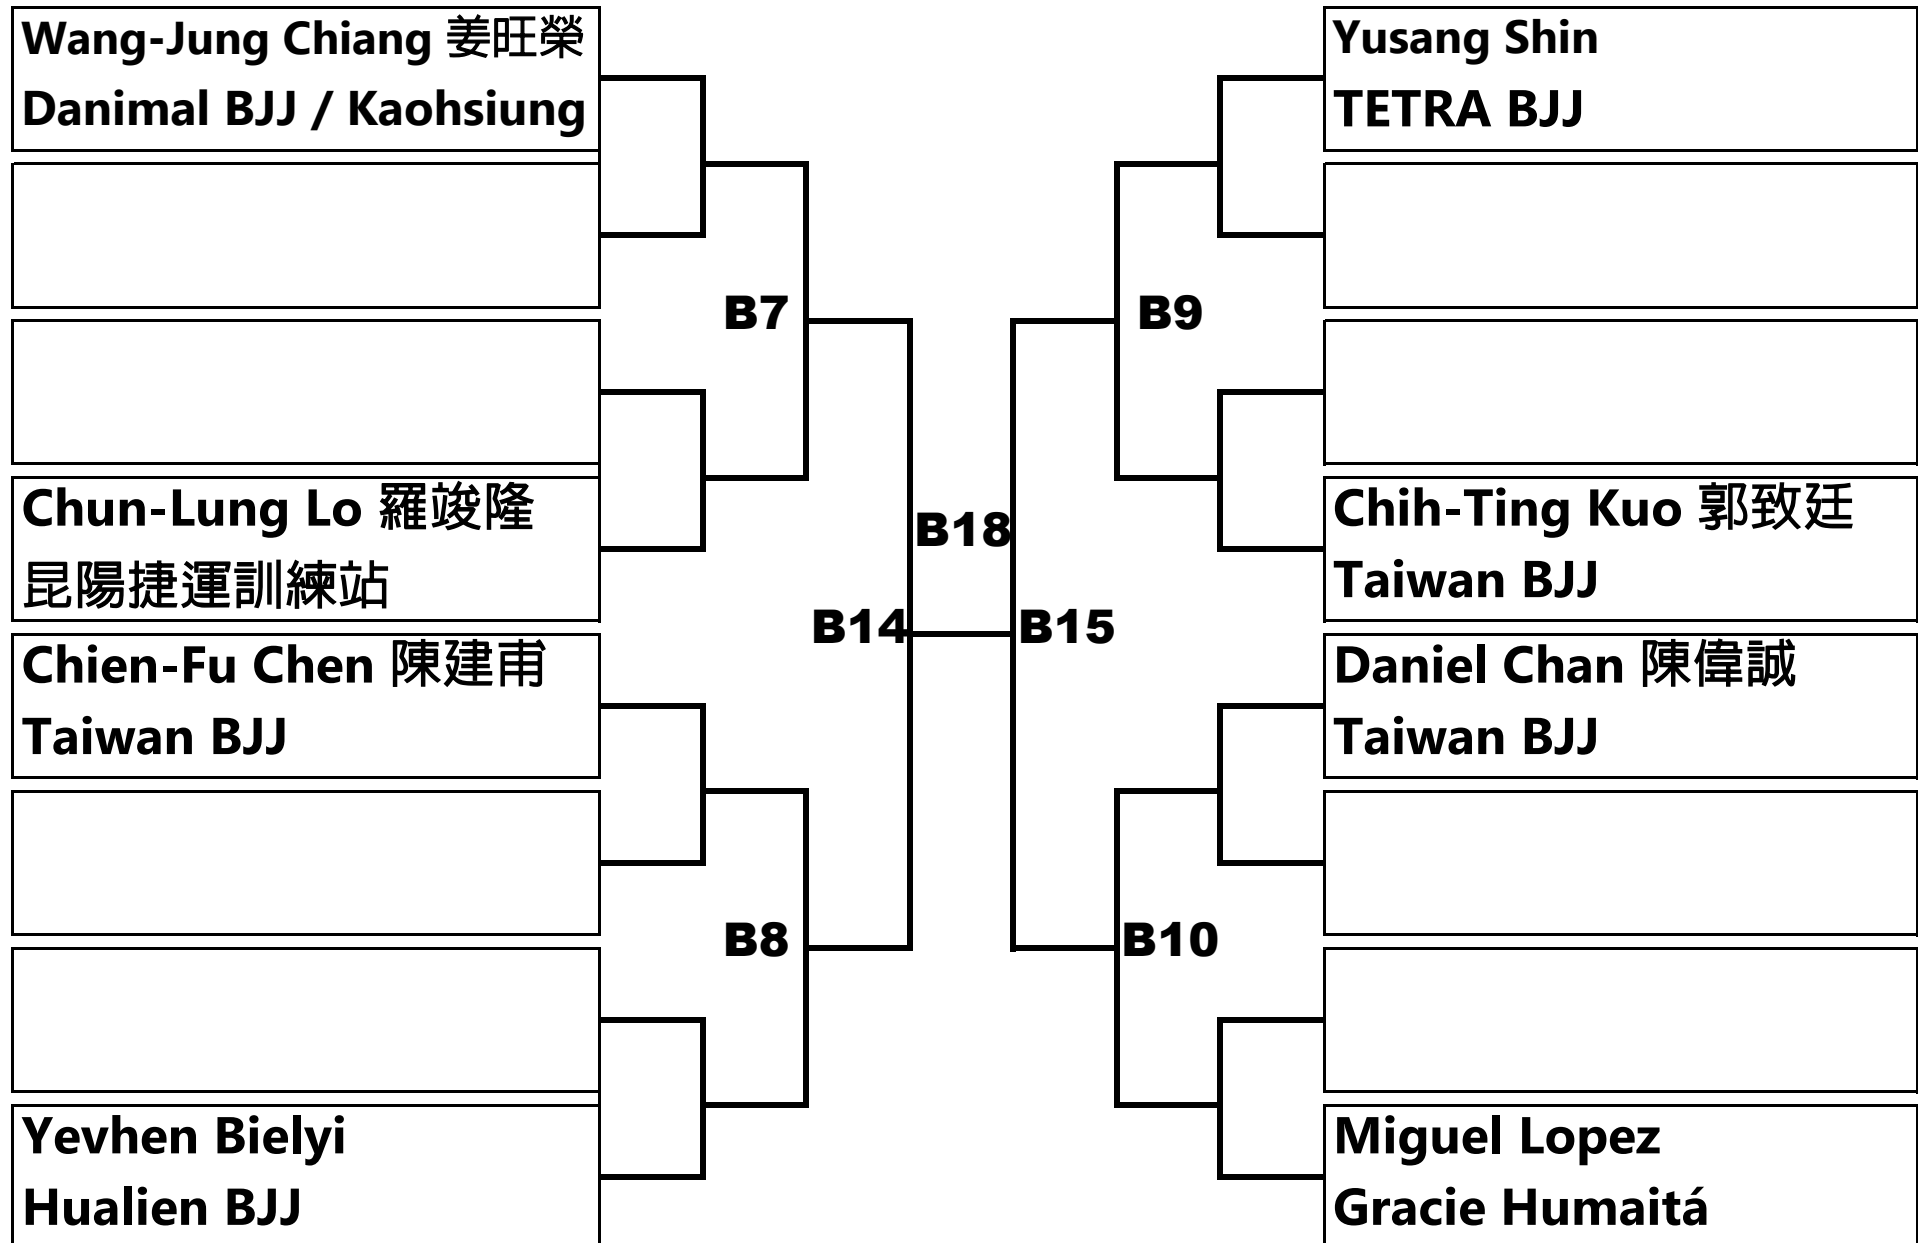 Wang-Jung Chiang 姜旺榮
Danimal BJJ / Kaohsiung
Chun-Lung Lo 羅竣隆
昆陽捷運訓練站
Chien-Fu Chen 陳建甫
Taiwan BJJ
Yevhen Bielyi
Hualien BJJ
B7
B8
B14
B18
B15
B9
B10
Yusang Shin
TETRA BJJ
Chih-Ting Kuo 郭致廷
Taiwan BJJ
Daniel Chan 陳偉誠
Taiwan BJJ
Miguel Lopez
Gracie Humaitá